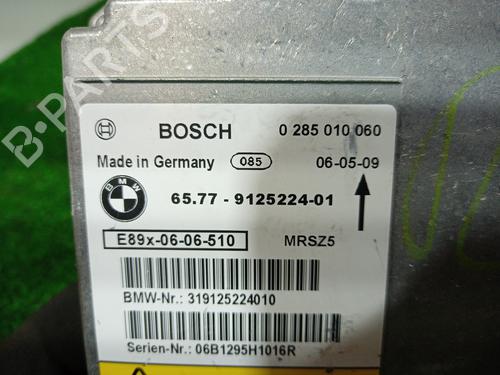 B-PARTS
BOSCH 0 285 010 060
Made in Germany 085 06-05-09
BMW 65.77 - 9125224-01
E89x-06-06-510 MRSZ5
BMW-Nr.: 319125224010
Serien-Nr.: 06B1295H1016R